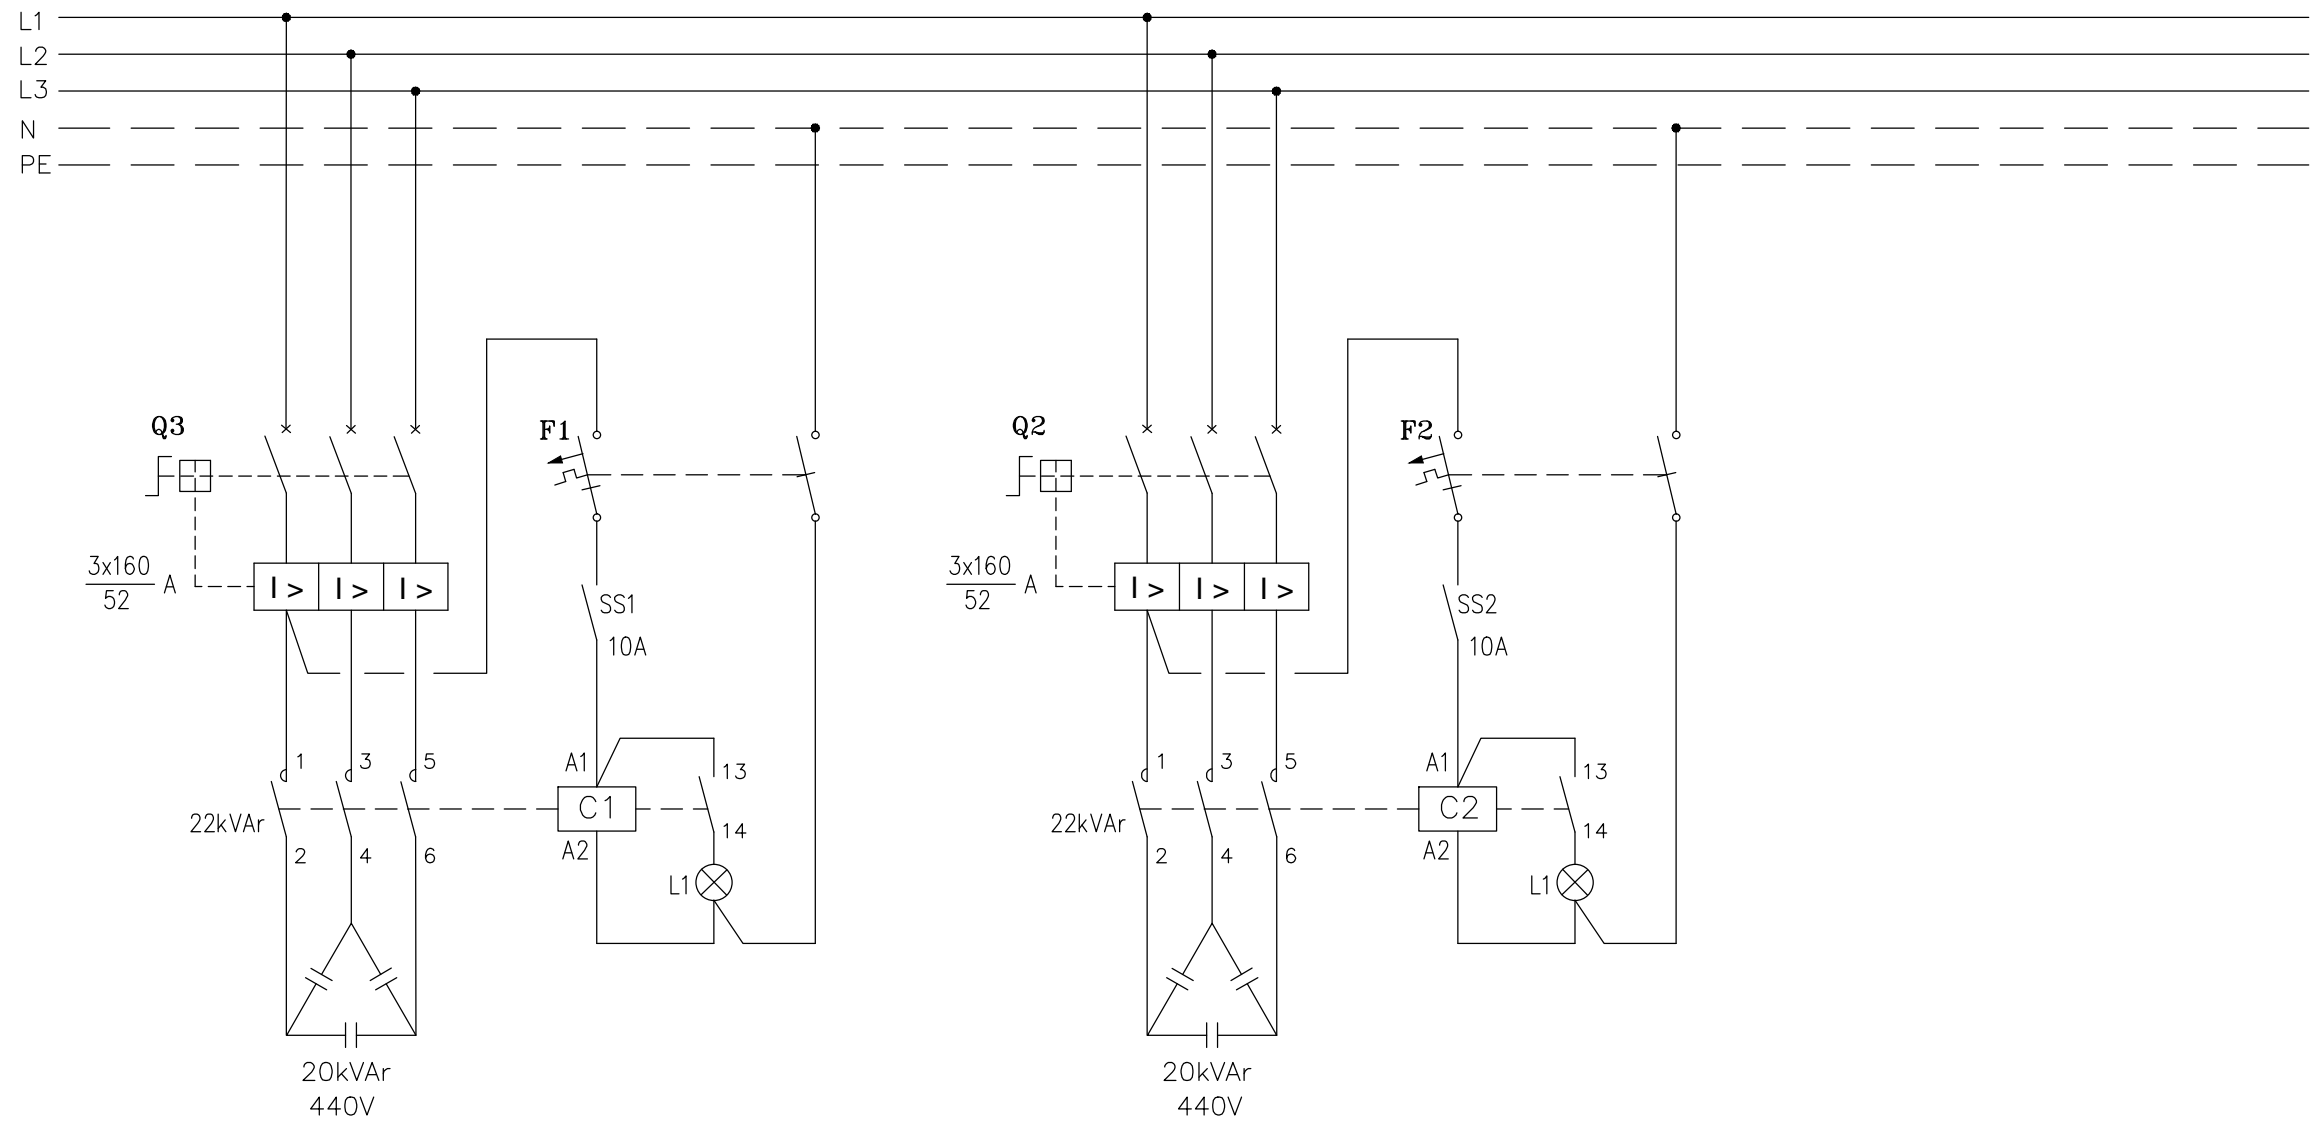 L1
L2
L3
N
PE
Q3
F1
Q2
F2
3x160
52
A
I >
I >
I >
SS1
10A
3x160
52
A
I >
I >
I >
SS2
10A
1
3
5
A1
13
22kVAr
C1
14
2
4
6
A2
L1
1
3
5
A1
13
22kVAr
C2
14
2
4
6
A2
L1
20kVAr
440V
20kVAr
440V